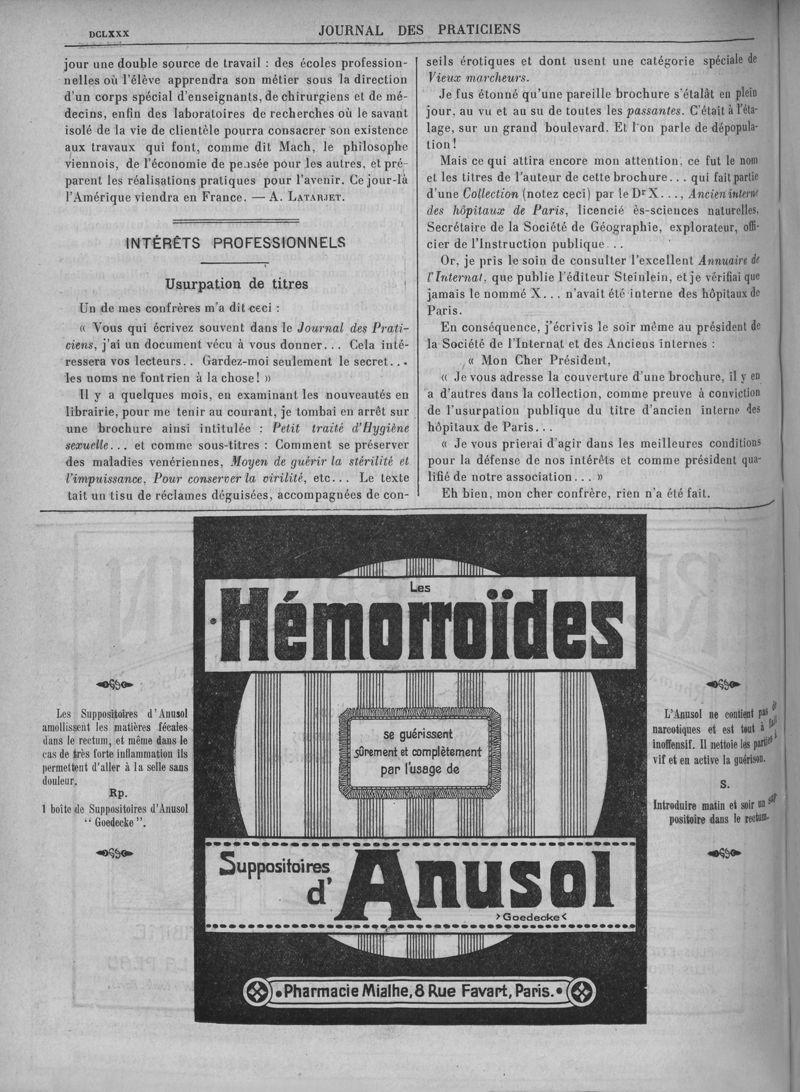 DCLXXX
JOURNAL DES PRATICIENS
jour une double source de travail : des écoles profession-
nelles où l'élève apprendra son métier sous la direction
d'un corps spécial d'enseignants, de chirurgiens et de mé-
decins, enfin des laboratoires de recherches où le savant
isolé de la vie de clientèle pourra consacrer son existence
aux travaux qui font, comme dit Mach, le philosophe
viennois, de l'économie de pensée pour les autres, et pré-
parent les réalisations pratiques pour l'avenir. Ce jour-là
l'Amérique viendra en France. — A. LATARJET.
INTÉRÊTS PROFESSIONNELS
Usurpation de titres
Un de mes confrères m'a dit ceci :
« Vous qui écrivez souvent dans le Journal des Prati-
ciens, j'ai un document vécu à vous donner... Cela inté-
ressera vos lecteurs.. Gardez-moi seulement le secret...
les noms ne font rien à la chose! »
Il y a quelques mois, en examinant les nouveautés en
librairie, pour me tenir au courant, je tombai en arrêt sur
une brochure ainsi intitulée : Petit traité d'Hygiène
sexuelle... et comme sous-titres : Comment se préserver
des maladies venériennes, Moyen de guérir la stérilité et
l'impuissance, Pour conserver la virilité, etc... Le texte
tait un tisu de réclames déguisées, accompagnées de con-
seils érotiques et dont usent une catégorie spéciale de
Vieux marcheurs.
Je fus étonné qu'une pareille brochure s'étalât en plein
jour, au vu et au su de toutes les passantes. C'était à l'éta-
lage, sur un grand boulevard. Et l'on parle de dépopula-
tion!
Mais ce qui attira encore mon attention, ce fut le nom
et les titres de l'auteur de cette brochure... qui fait partie
d'une Collection (notez ceci) par le Dr X..., Ancien interne
des hôpitaux de Paris, licencié ès-sciences naturelles,
Secrétaire de la Société de Géographie, explorateur, offi-
cier de l'Instruction publique ..
Or, je pris le soin de consulter l'excellent Annuaire de
l'Internat, que publie l'éditeur Steinlein, et je vérifiai que
jamais le nommé X... n'avait été interne des hôpitaux de
Paris.
En conséquence, j'écrivis le soir même au président de
la Société de l'Internat et des Anciens internes :
« Mon Cher Président,
« Je vous adresse la couverture d'une brochure, il y en
a d'autres dans la collection, comme preuve à conviction
de l'usurpation publique du titre d'ancien interne des
hôpitaux de Paris...
« Je vous prierai d'agir dans les meilleures conditions
pour la défense de nos intérêts et comme président qua-
lifié de notre association... »
Eh bien, mon cher confrère, rien n'a été fait.
Les Suppositoires d'Anusol
amollissent les matières fécales
dans le rectum, et même dans le
cas de très forte inflammation ils
permettent d'aller à la selle sans
douleur.
Rp.
1 boîte de Suppositoires d'Anusol
“ Goedecke ”.
Les
Hémorroïdes
se guérissent
sûrement et complètement
par l'usage de
Suppositoires
d'Anusol
>Goedecke<
•Pharmacie Mialhe, 8 Rue Favart, Paris.•
L'Anusol ne contient pas
narcotiques et est tout à fait
inoffensif. Il nettoie les parties
vif et en active la guérison.
S.
Introduire matin et soir un sup
positoire dans le rectum.